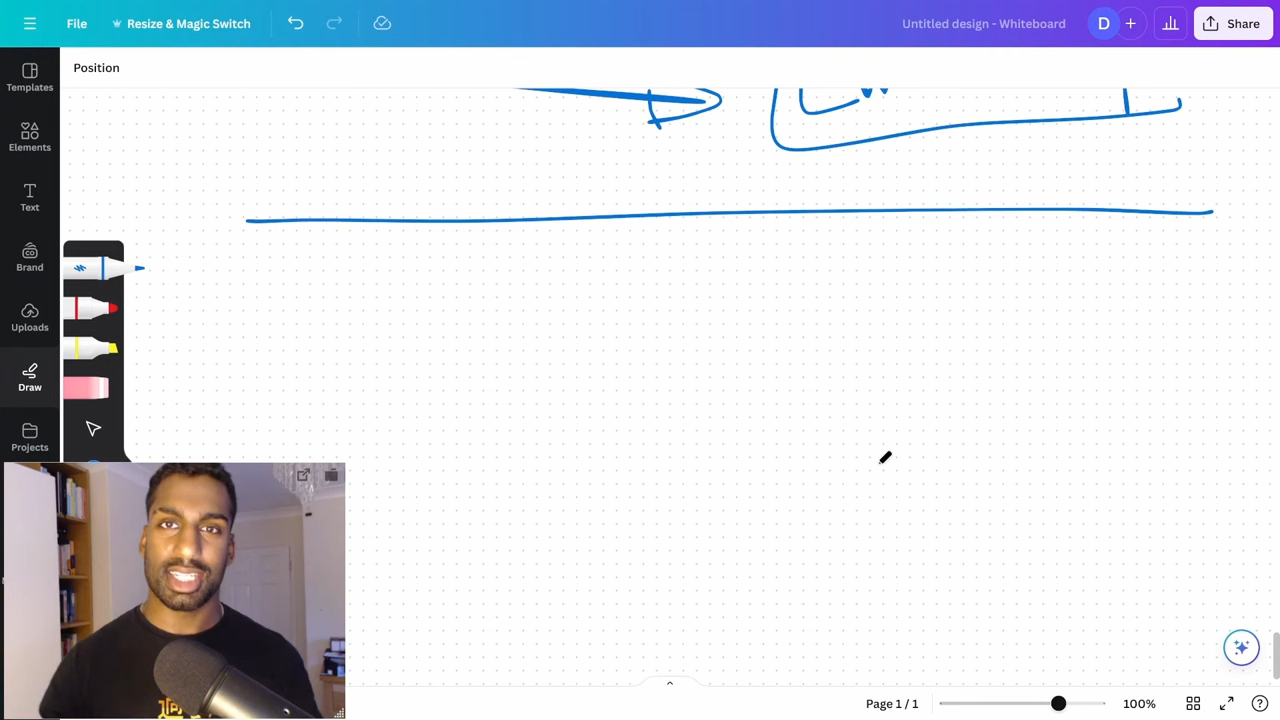 File
Resize & Magic Switch
Untitled design - Whiteboard
D
Share
Templates
Elements
Text
Brand
Uploads
Draw
Projects
Position
Page 1 / 1
100%